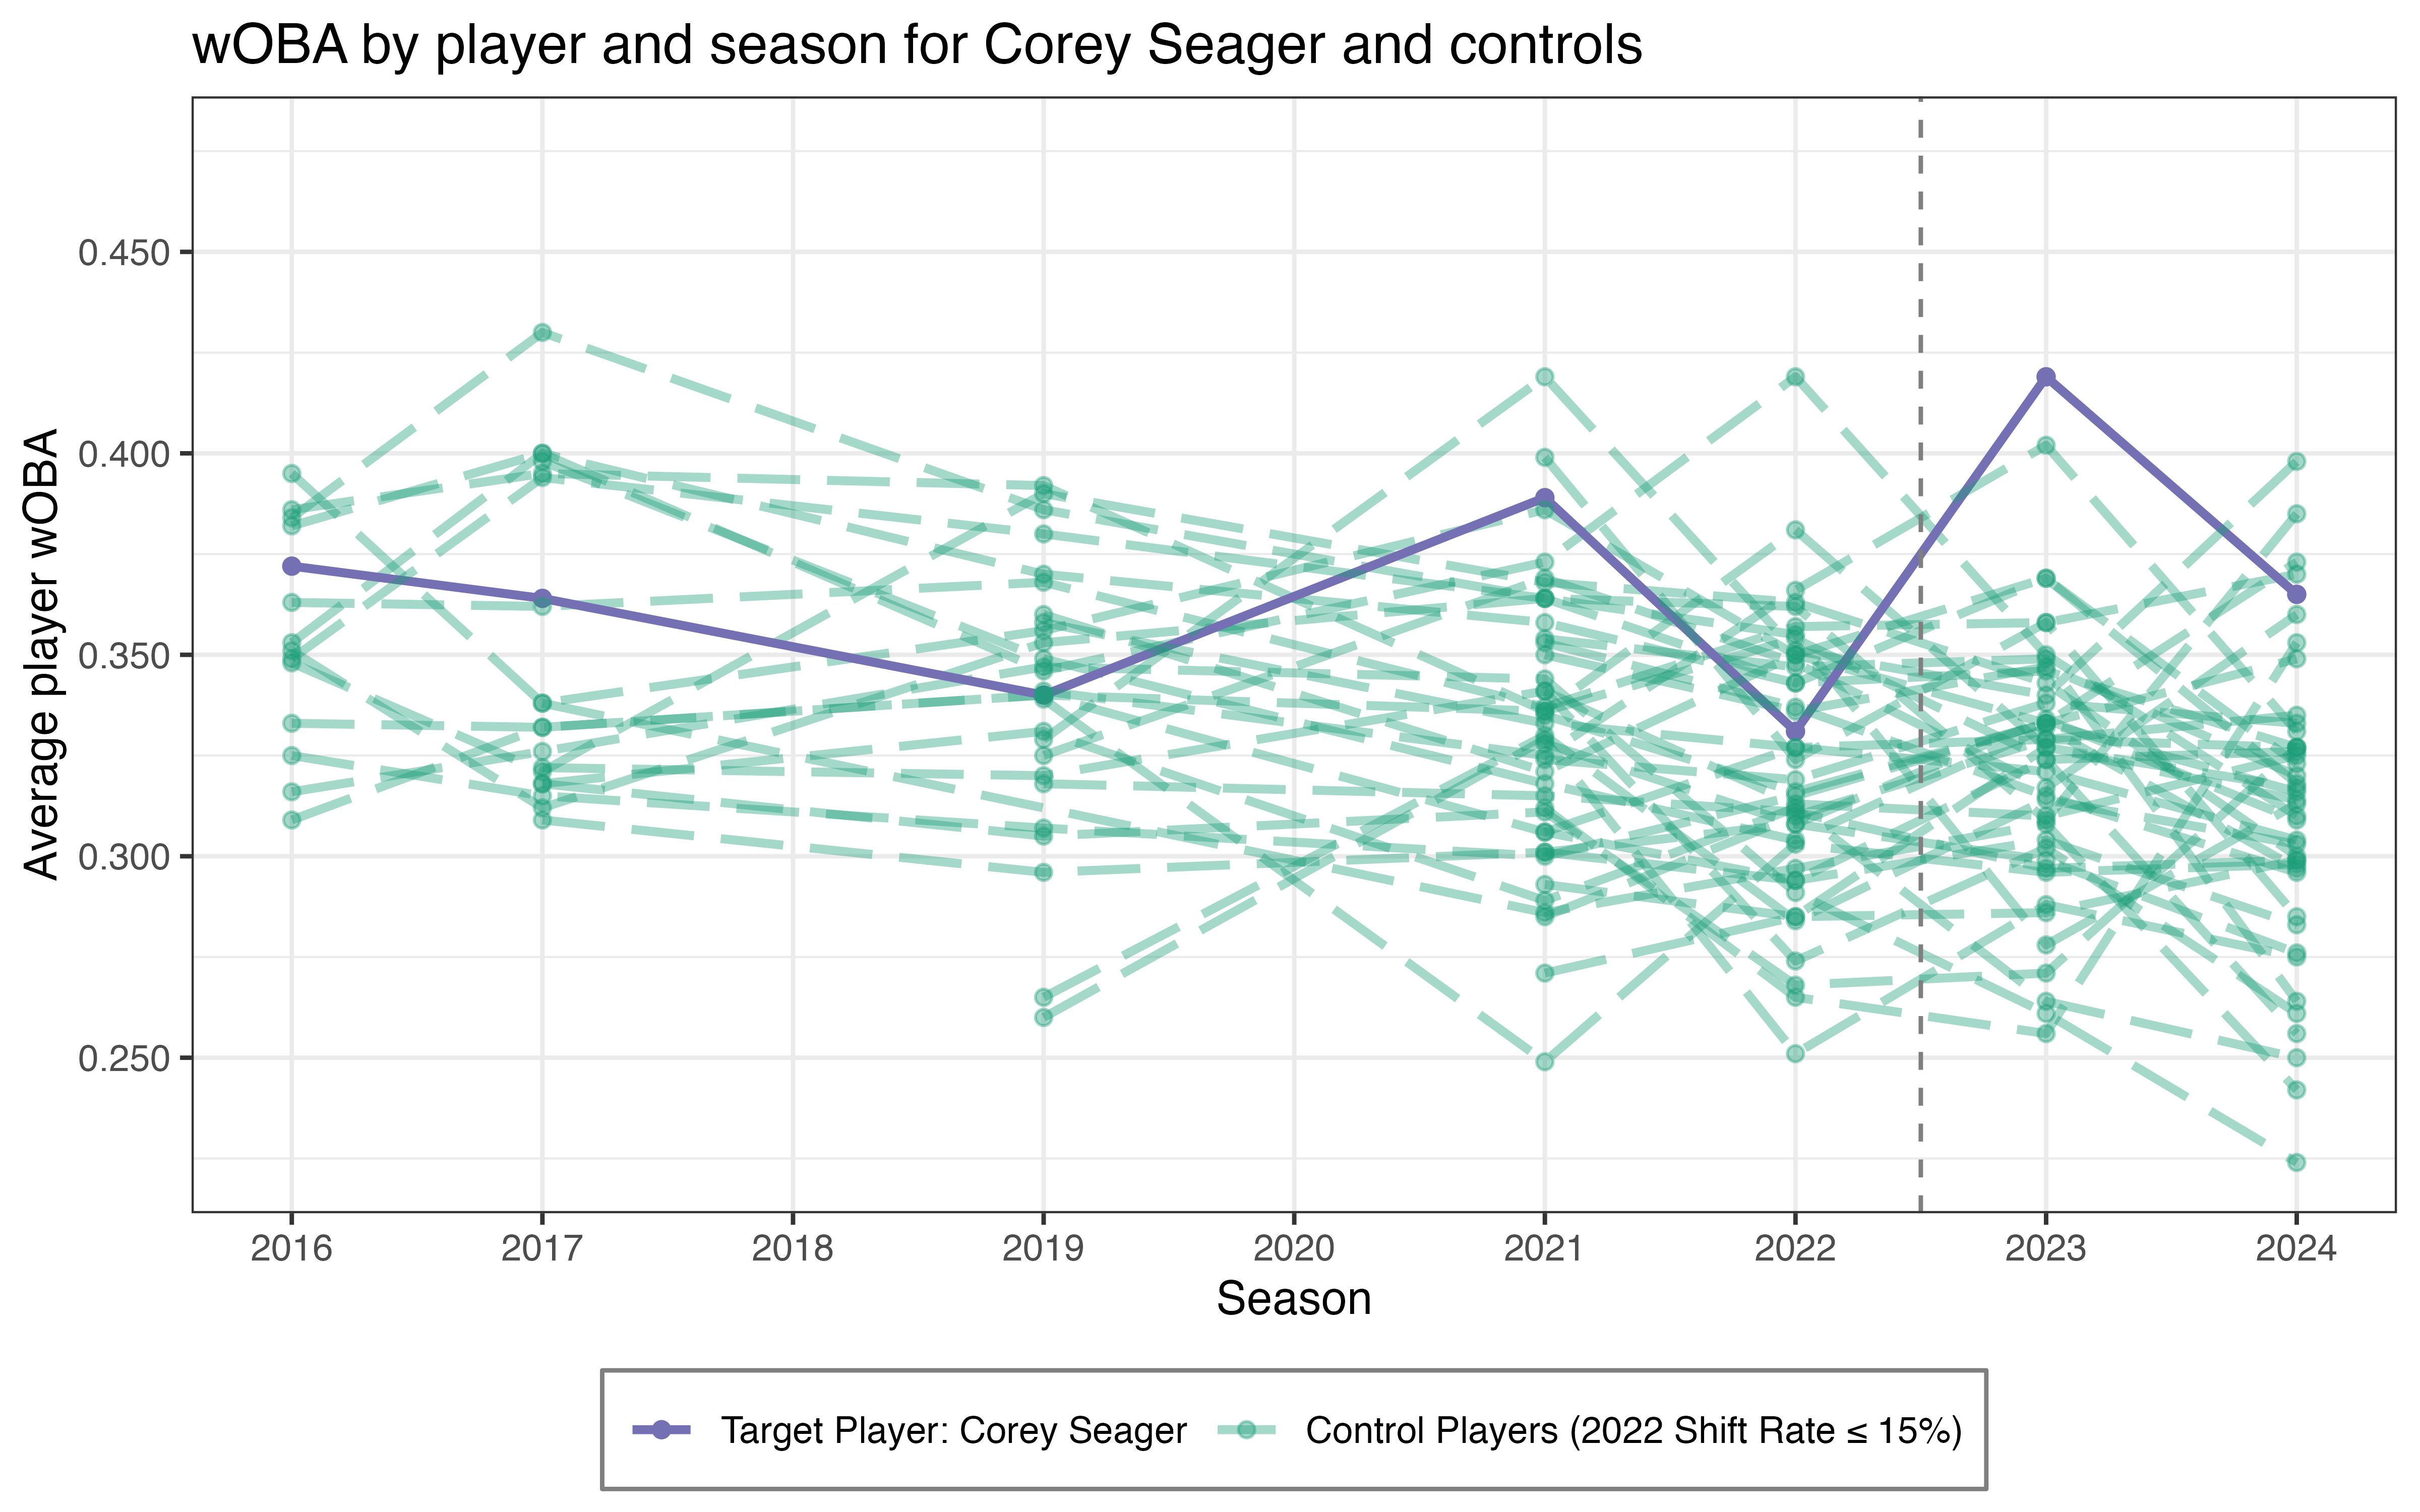 wOBA by player and season for Corey Seager and controls
Average player wOBA
0.450
0.400
0.350
0.300
0.250
2016 2017 2018 2019 2020 2021 2022 2023 2024
Season
Target Player: Corey Seager Control Players (2022 Shift Rate ≤ 15%)